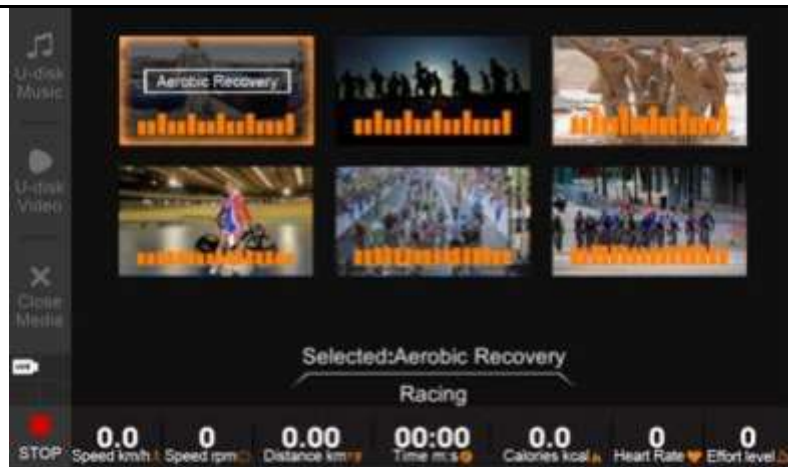 U-disk
Music
U-disk
Video
Close
Media
STOP
Aerobic Recovery
Selected:Aerobic Recovery
Racing
0.0
Speed km/h
0
Speed rpm
0.00
Distance km
00:00
Time m:s
0.0
Calories kcal
0
Heart Rate
0
Effort level